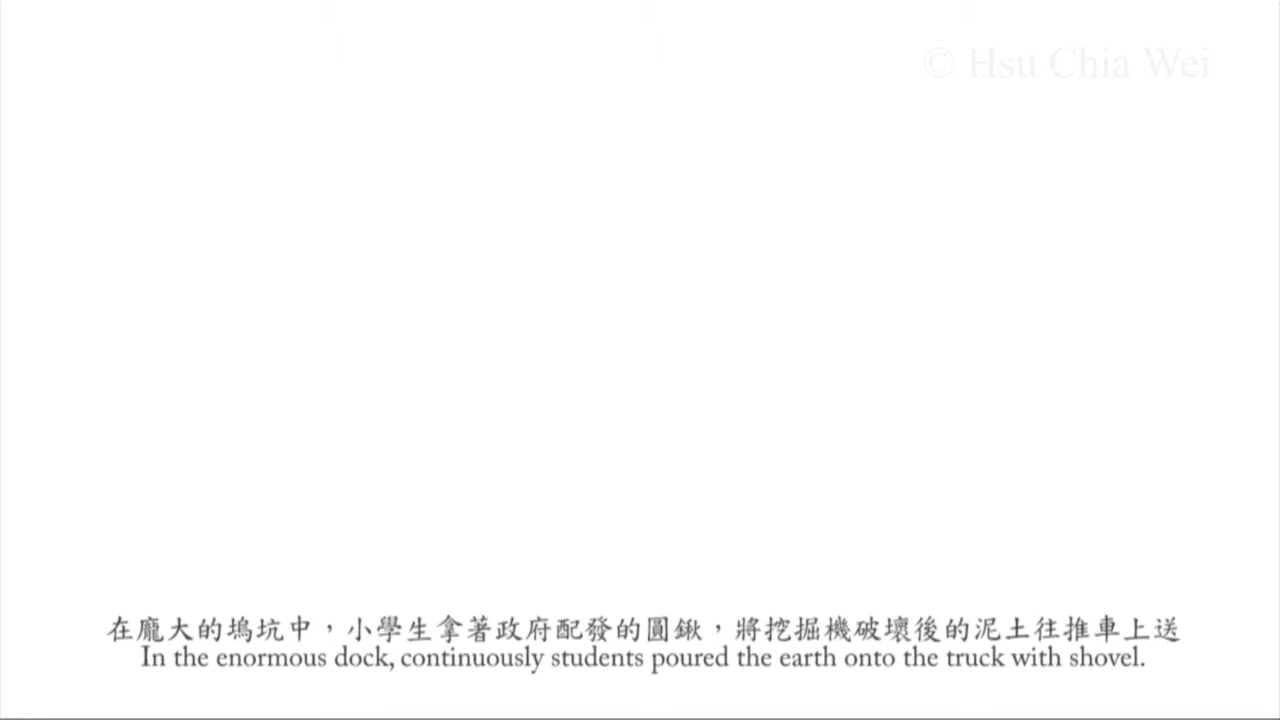 © Hsu Chia Wei
在龐大的塢坑中，小學生拿著政府配發的圓鍬，將挖掘機破壞後的泥土往推車上送
In the enormous dock, continuously students poured the earth onto the truck with shovel.